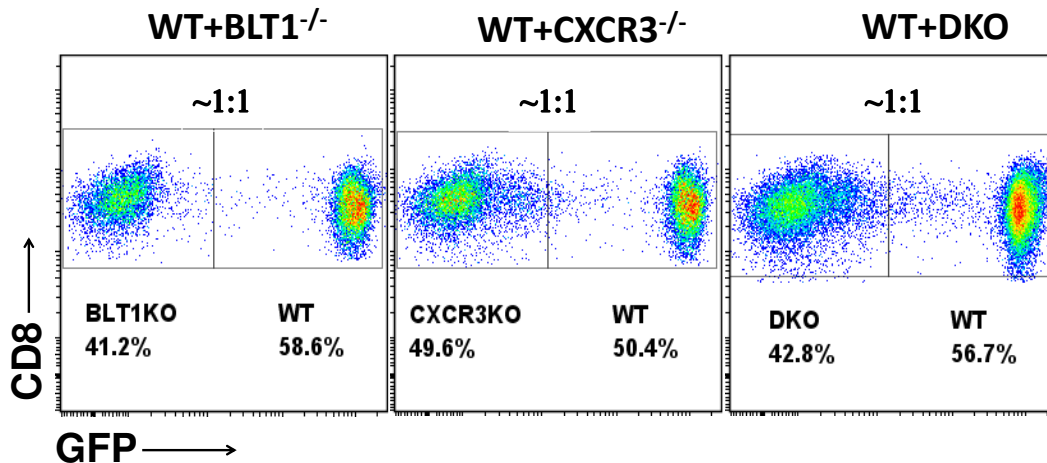 WT+BLT1-/-
WT+CXCR3-/-
WT+DKO
~1:1
~1:1
~1:1
BLT1KO WT
41.2% 58.6%
CXCR3KO WT
49.6% 50.4%
DKO WT
42.8% 56.7%
CD8
GFP